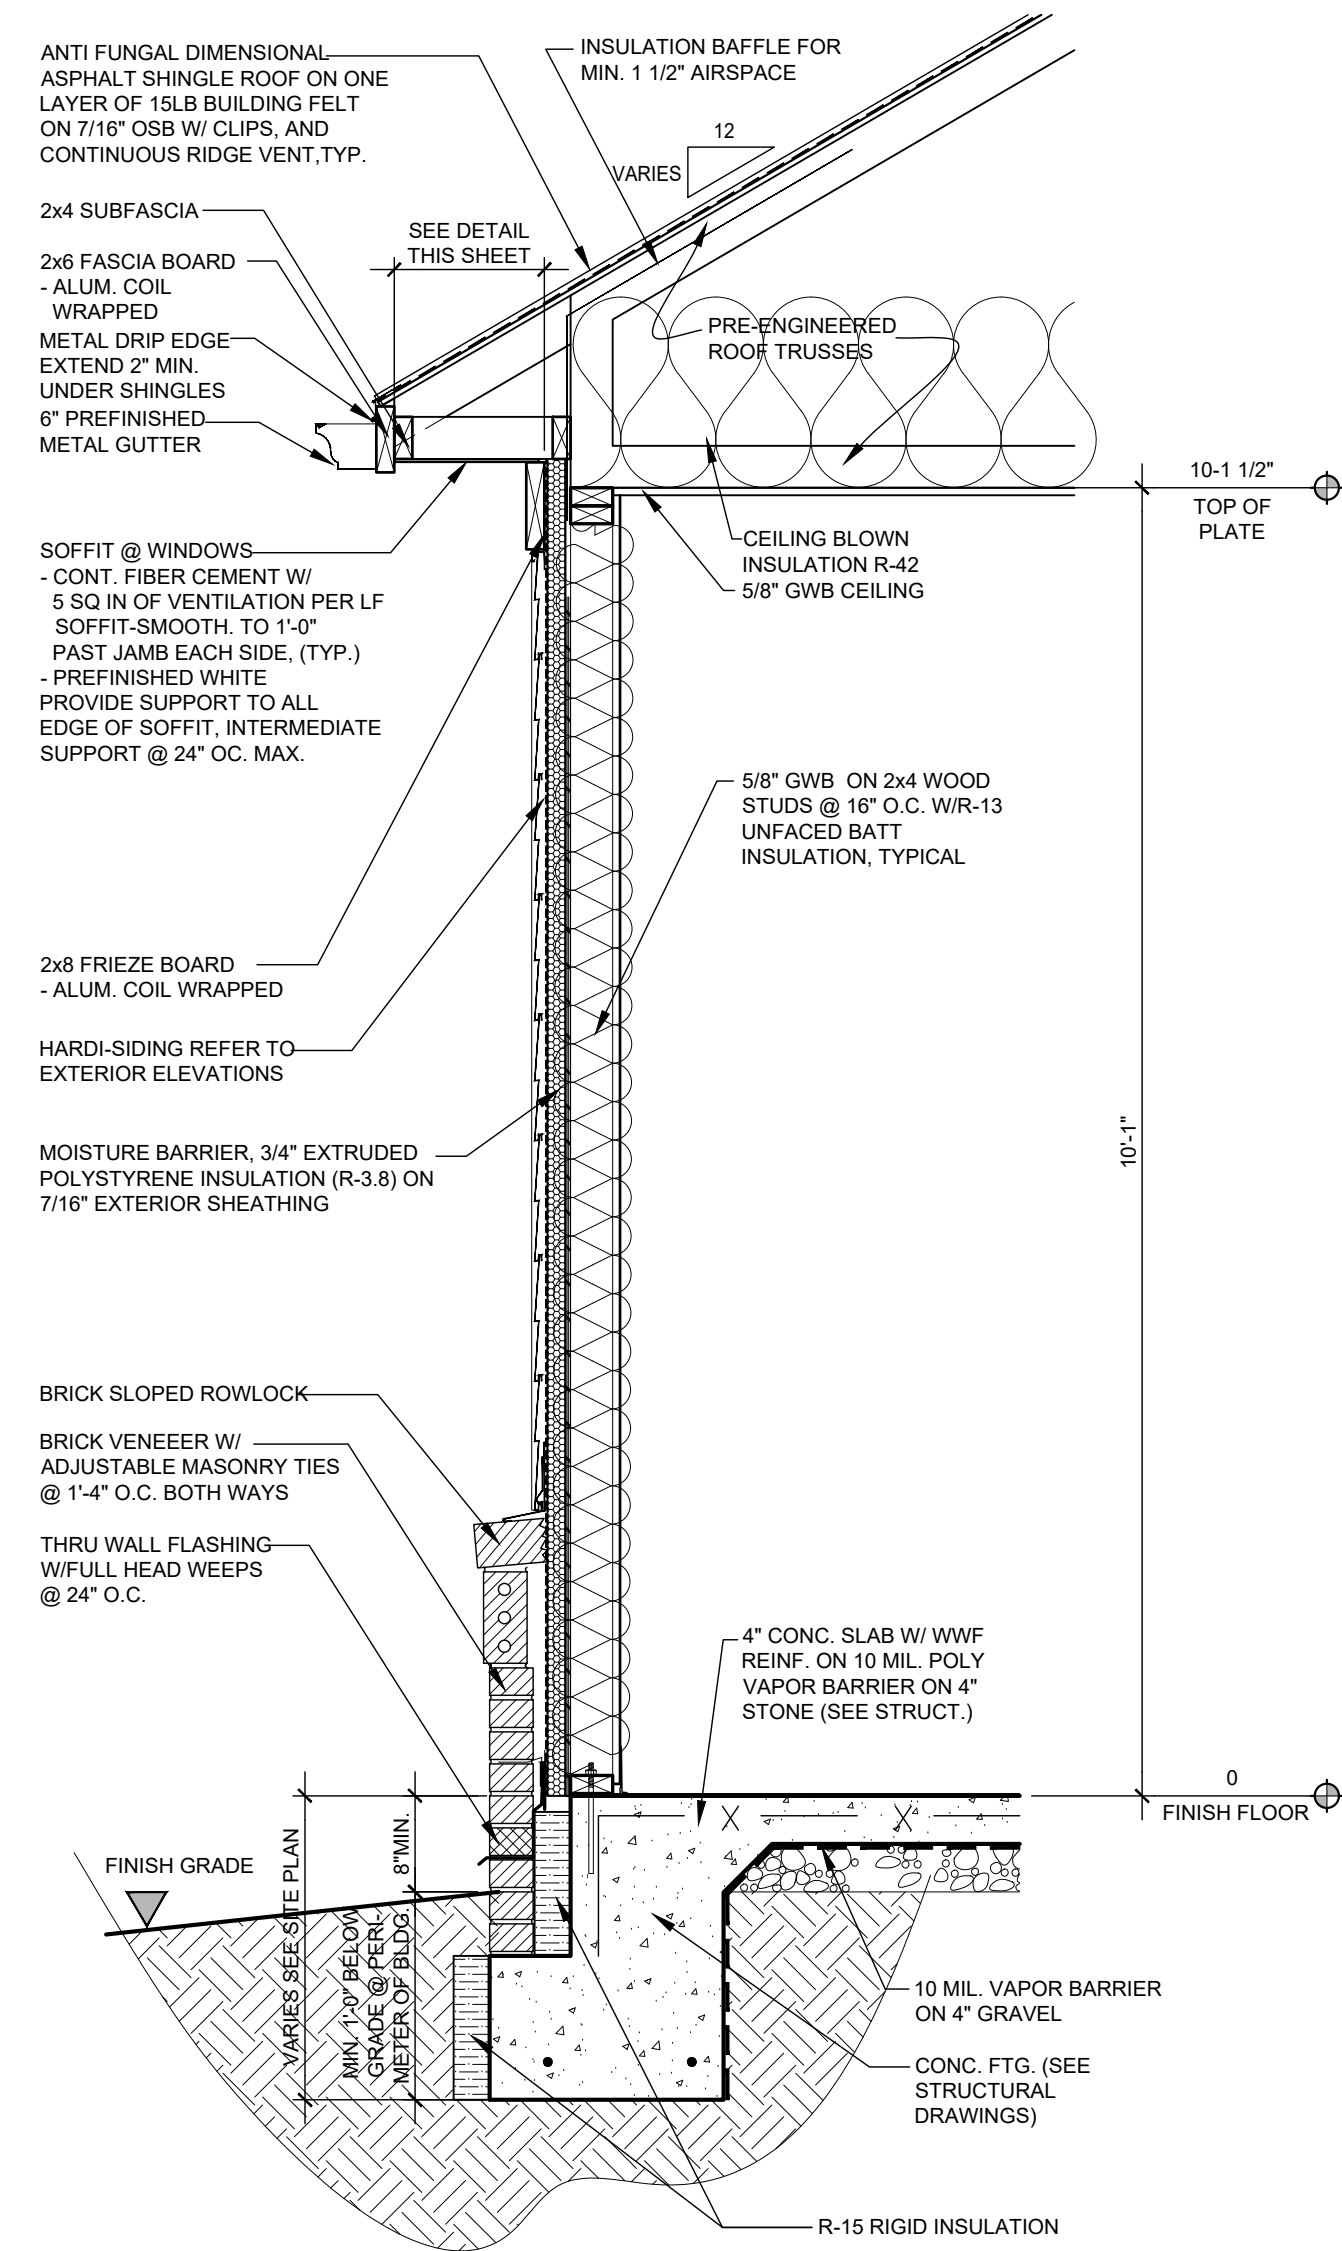 ANTI FUNGAL DIMENSIONAL
ASPHALT SHINGLE ROOF ON ONE
LAYER OF 15LB BUILDING FELT
ON 7/16" OSB W/ CLIPS, AND
CONTINUOUS RIDGE VENT,TYP.
INSULATION BAFFLE FOR
MIN. 1 1/2" AIRSPACE
12
VARIES
2x4 SUBFASCIA
SEE DETAIL
THIS SHEET
2x6 FASCIA BOARD
- ALUM. COIL
WRAPPED
METAL DRIP EDGE
EXTEND 2" MIN.
UNDER SHINGLES
6" PREFINISHED
METAL GUTTER
PRE-ENGINEERED
ROOF TRUSSES
10-1 1/2"
TOP OF
PLATE
SOFFIT @ WINDOWS
- CONT. FIBER CEMENT W/
5 SQ IN OF VENTILATION PER LF
SOFFIT-SMOOTH. TO 1'-0"
PAST JAMB EACH SIDE, (TYP.)
- PREFINISHED WHITE
PROVIDE SUPPORT TO ALL
EDGE OF SOFFIT, INTERMEDIATE
SUPPORT @ 24" OC. MAX.
CEILING BLOWN
INSULATION R-42
5/8" GWB CEILING
5/8" GWB ON 2x4 WOOD
STUDS @ 16" O.C. W/R-13
UNFACED BATT
INSULATION, TYPICAL
2x8 FRIEZE BOARD
- ALUM. COIL WRAPPED
HARDI-SIDING REFER TO
EXTERIOR ELEVATIONS
10'-1"
MOISTURE BARRIER, 3/4" EXTRUDED
POLYSTYRENE INSULATION (R-3.8) ON
7/16" EXTERIOR SHEATHING
BRICK SLOPED ROWLOCK
BRICK VENEEER W/
ADJUSTABLE MASONRY TIES
@ 1'-4" O.C. BOTH WAYS
THRU WALL FLASHING
W/FULL HEAD WEEPS
@ 24" O.C.
4" CONC. SLAB W/ WWF
REINF. ON 10 MIL. POLY
VAPOR BARRIER ON 4"
STONE (SEE STRUCT.)
0
FINISH FLOOR
FINISH GRADE
VARIES SEE SITE PLAN
8"MIN.
MIN. 1'-0" BELOW
GRADE @ PERI-
METER OF BLDG.
10 MIL. VAPOR BARRIER
ON 4" GRAVEL
CONC. FTG. (SEE
STRUCTURAL
DRAWINGS)
R-15 RIGID INSULATION